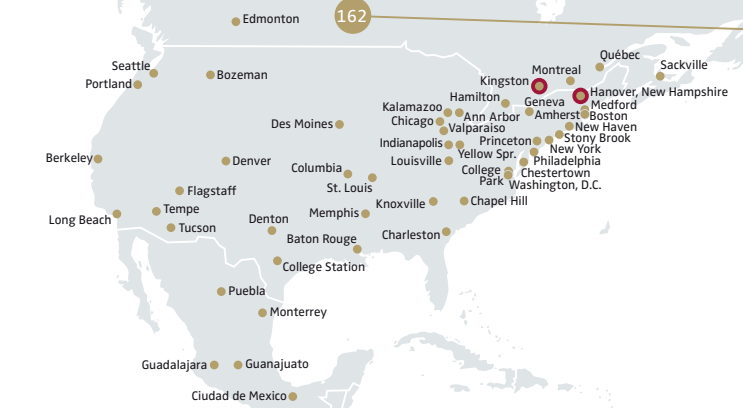 162
Edmonton
Québec
Seattle
Montreal
Sackville
Bozeman
Portland
Kingston
Hanover, New Hampshire
Hamilton
Geneva
Medford
Kalamazoo
Ann Arbor
Amherst
Boston
Chicago
Des Moines
Valparaiso
New Haven
Indianapolis
Princeton
Stony Brook
Yellow Spr.
New York
Berkeley
Denver
Louisville
Philadelphia
Columbia
College
Park
Chestertown
St. Louis
Washington, D.C.
Flagstaff
Knoxville
Chapel Hill
Tempe
Memphis
Long Beach
Denton
Tucson
Baton Rouge
Charleston
College Station
Puebla
Monterrey
Guadalajara
Guanajuato
Ciudad de Mexico